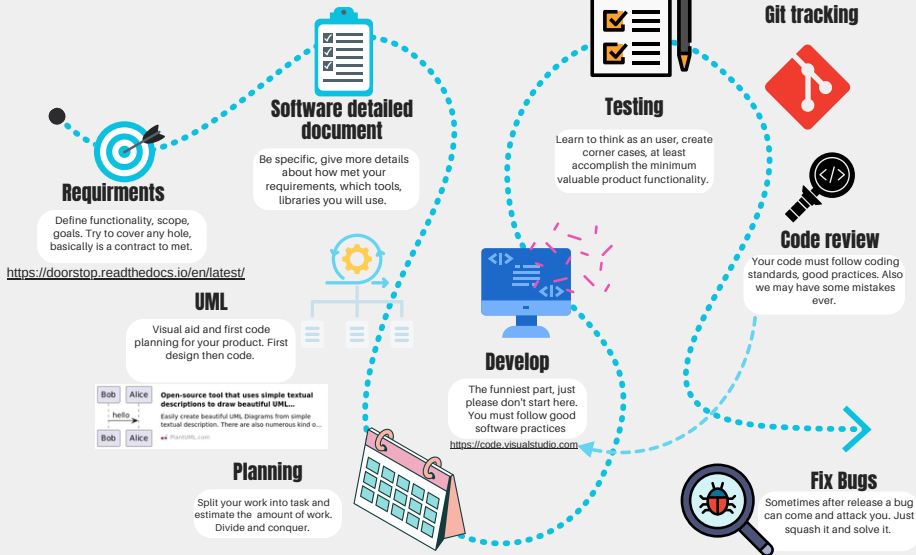 Requirments
Define functionality, scope,
goals. Try to cover any hole,
basically is a contract to met.
https://doorstop.readthedocs.io/en/latest/
Software detailed
document
Be specific, give more details
about how met your
requirements, which tools,
libraries you will use.
UML
Visual aid and first code
planning for your product. First
design then code.
Bob Alice
hello
Bob Alice
Open-source tool that uses simple textual
descriptions to draw beautiful UML...
Easily create beautiful UML Diagrams from simple
textual description. There are also numerous kind o...
PlantUML.com
Planning
Split your work into task and
estimate the amount of work.
Divide and conquer.
Develop
The funniest part, just
please don't start here.
You must follow good
software practices
https://code.visualstudio.com
Testing
Learn to think as an user, create
corner cases, at least
accomplish the minimum
valuable product functionality.
Git tracking
</>
Code review
Your code must follow coding
standards, good practices. Also
we may have some mistakes
ever.
Fix Bugs
Sometimes after release a bug
can come and attack you. Just
squash it and solve it.